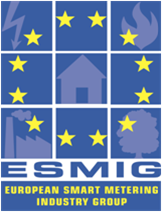 ESMIG
EUROPEAN SMART METERING
INDUSTRY GROUP